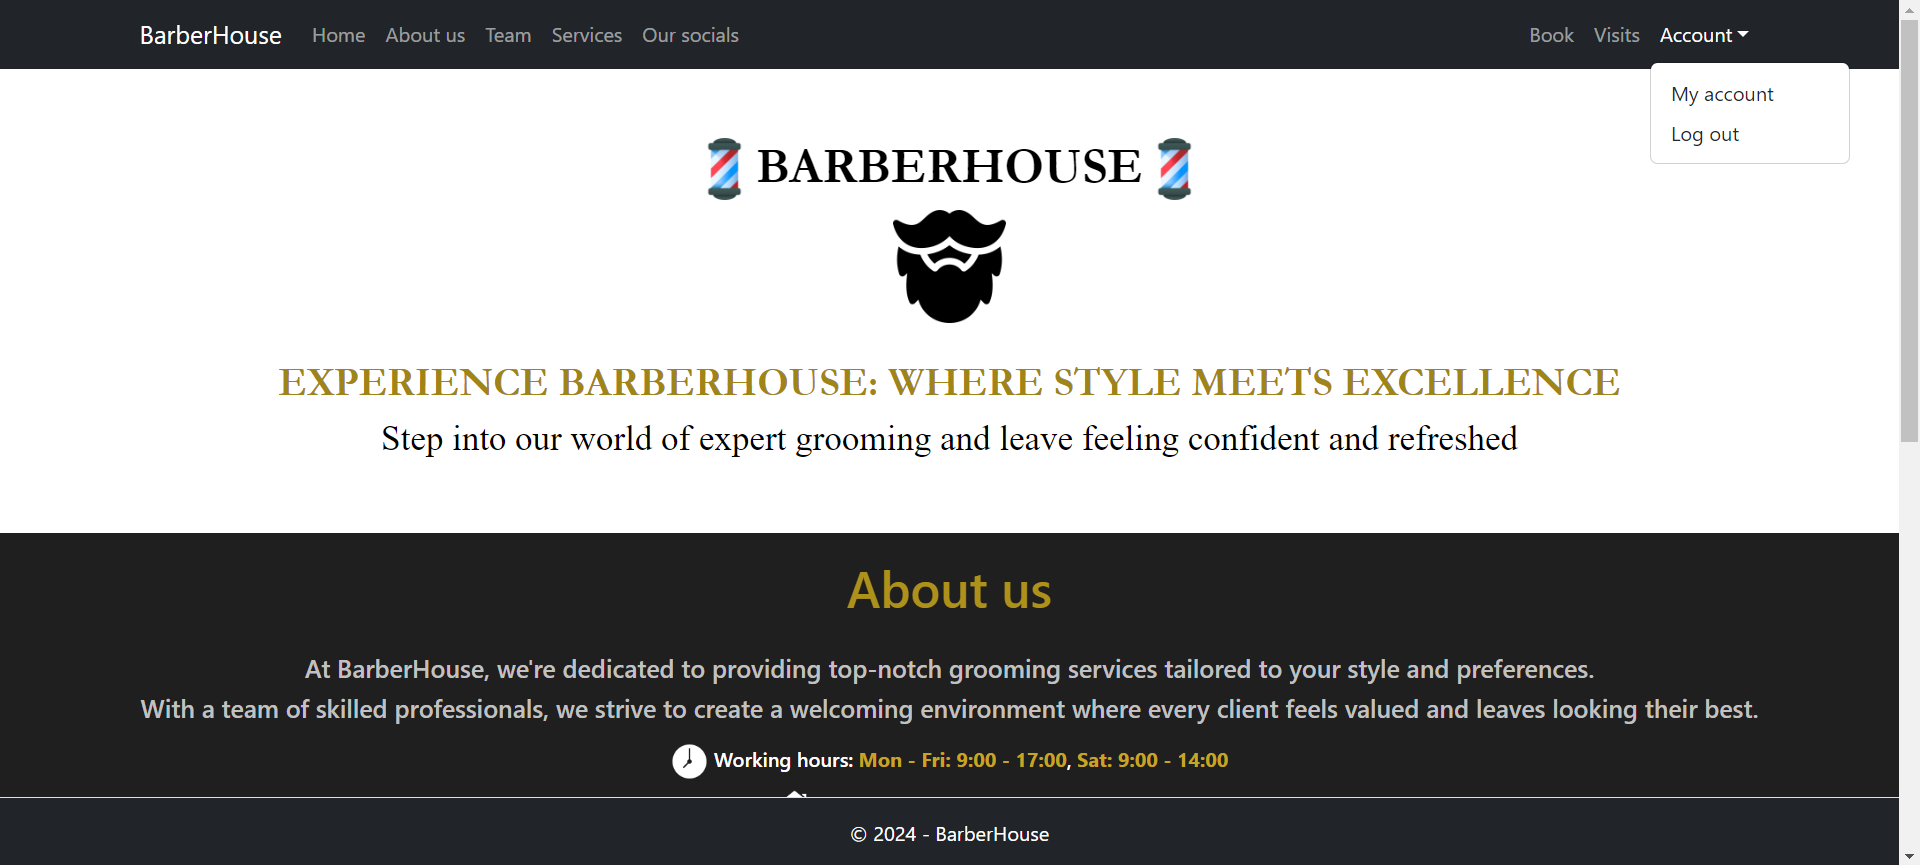 BarberHouse Home About us Team Services Our socials Book Visits Account
My account
Log out
BARBERHOUSE
EXPERIENCE BARBERHOUSE: WHERE STYLE MEETS EXCELLENCE
Step into our world of expert grooming and leave feeling confident and refreshed
About us
At BarberHouse, we're dedicated to providing top-notch grooming services tailored to your style and preferences.
With a team of skilled professionals, we strive to create a welcoming environment where every client feels valued and leaves looking their best.
Working hours: Mon - Fri: 9:00 - 17:00, Sat: 9:00 - 14:00
© 2024 - BarberHouse